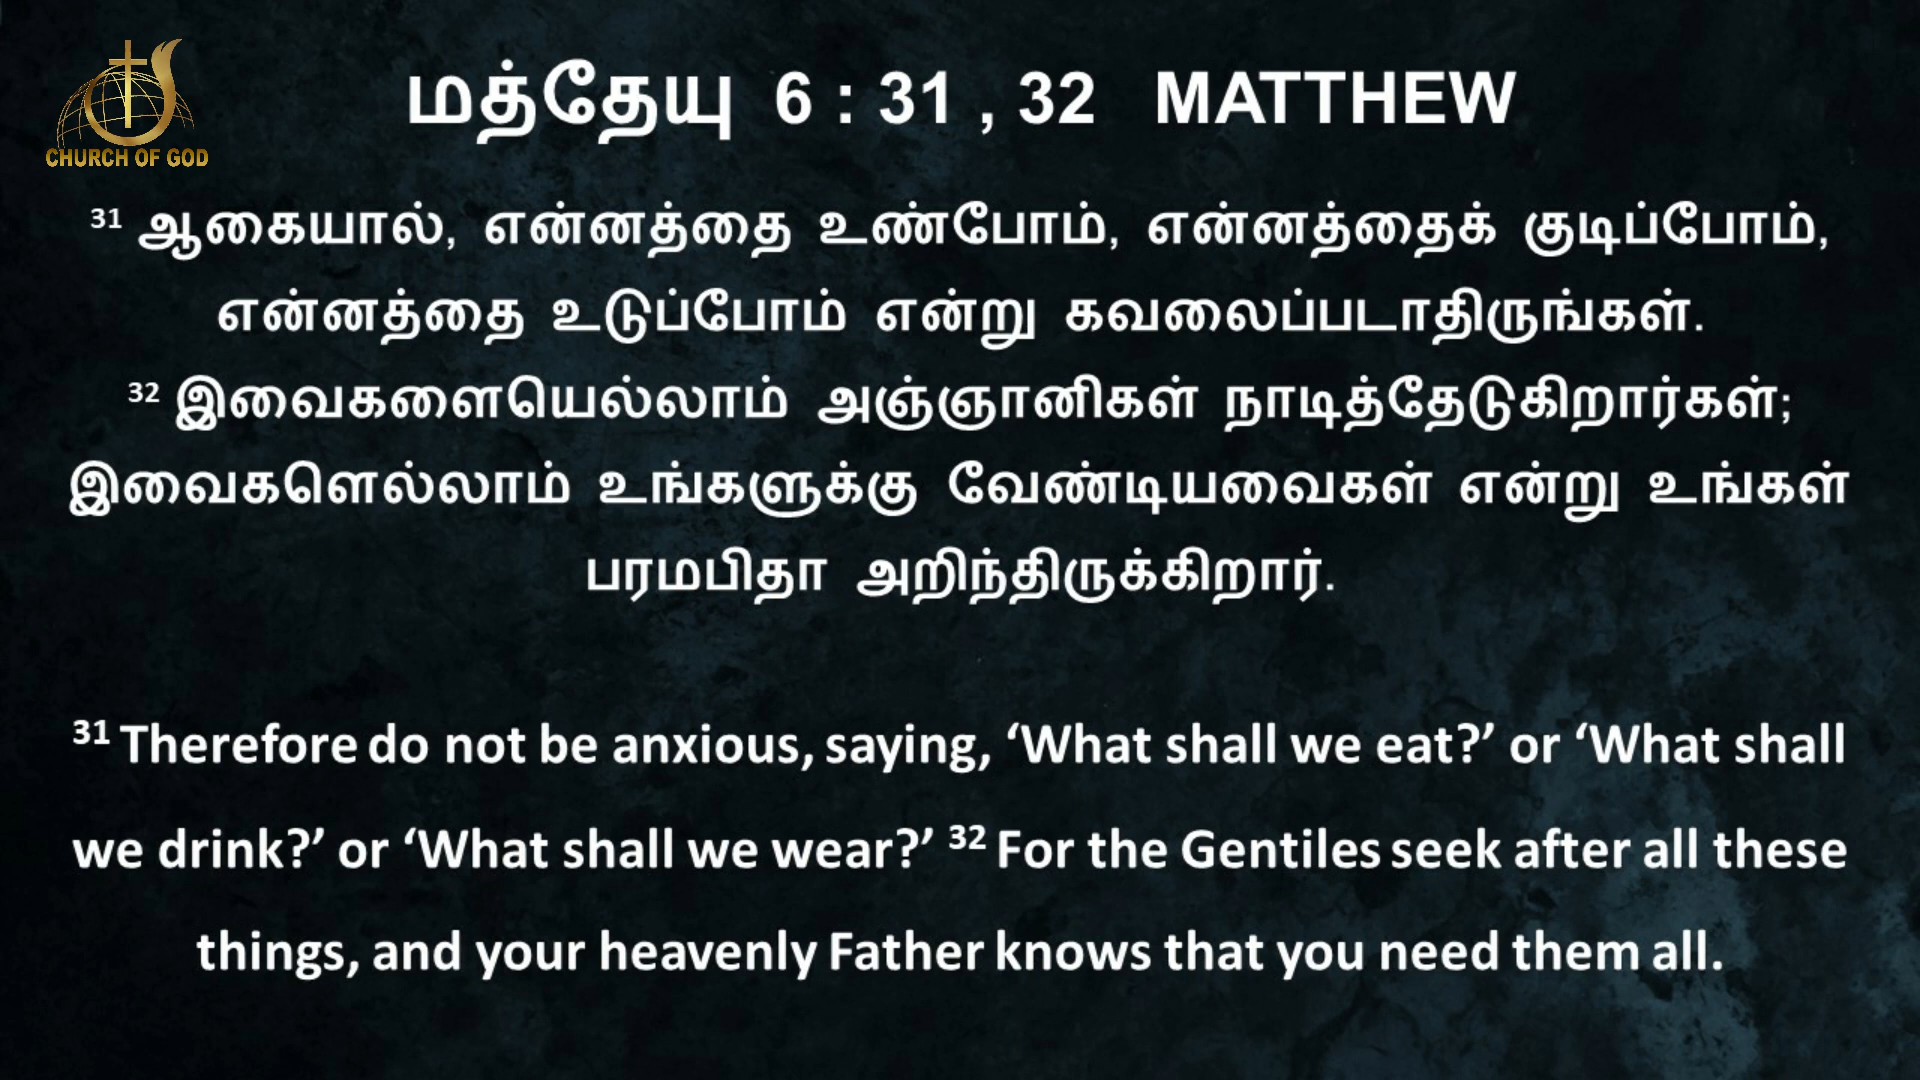 CHURCH OF GOD
மத்தேயு 6 : 31 , 32 MATTHEW
31 ஆகையால், என்னத்தை உண்போம், என்னத்தைக் குடிப்போம்,
என்னத்தை உடுப்போம் என்று கவலைப்படாதிருங்கள்.
32 இவைகளையெல்லாம் அஞ்ஞானிகள் நாடித்தேடுகிறார்கள்;
இவைகளெல்லாம் உங்களுக்கு வேண்டியவைகள் என்று உங்கள்
பரமபிதா அறிந்திருக்கிறார்.
31 Therefore do not be anxious, saying, ‘What shall we eat?’ or ‘What shall
we drink?’ or ‘What shall we wear?’ 32 For the Gentiles seek after all these
things, and your heavenly Father knows that you need them all.